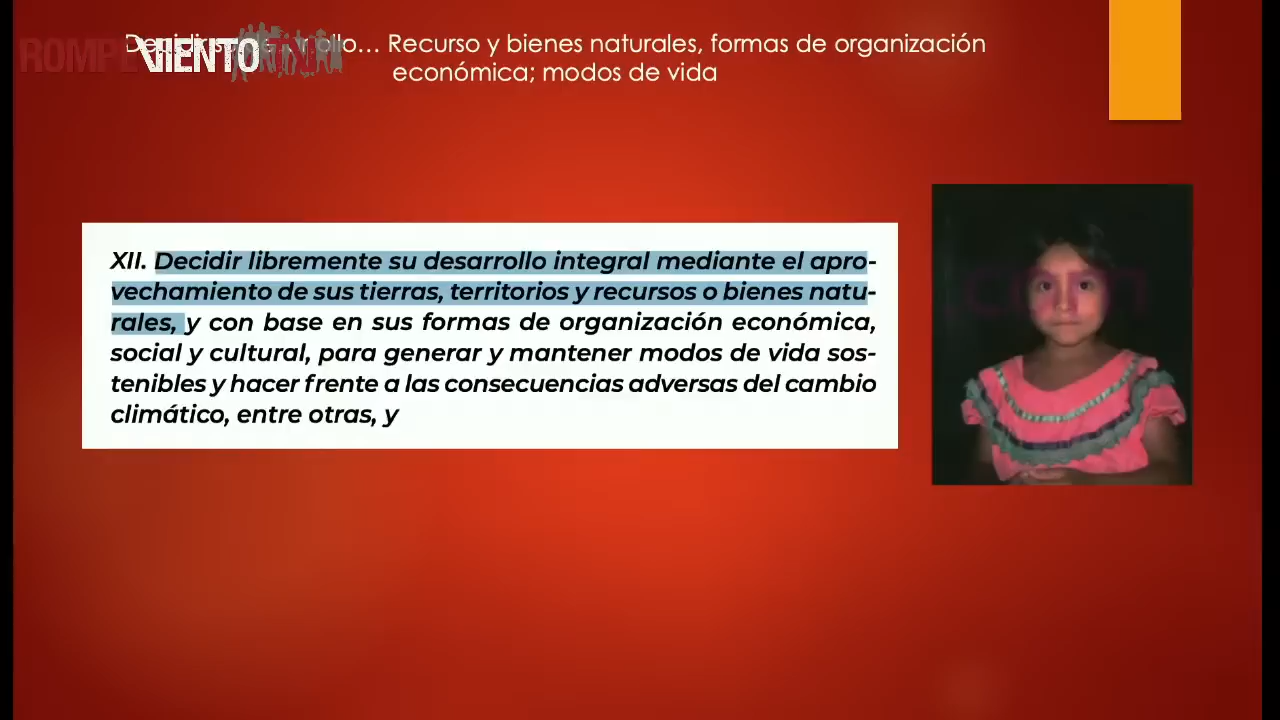 ROMPEVIENTO
Decidir ... Recurso y bienes naturales, formas de organización
económica; modos de vida
XII. Decidir libremente su desarrollo integral mediante el apro-
vechamiento de sus tierras, territorios y recursos o bienes natu-
rales, y con base en sus formas de organización económica,
social y cultural, para generar y mantener modos de vida sos-
tenibles y hacer frente a las consecuencias adversas del cambio
climático, entre otras, y